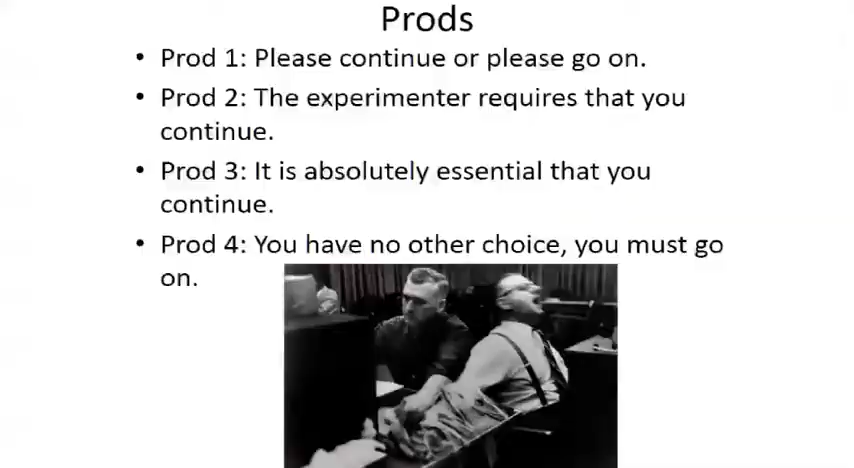 Prods
• Prod 1: Please continue or please go on.
• Prod 2: The experimenter requires that you
continue.
• Prod 3: It is absolutely essential that you
continue.
• Prod 4: You have no other choice, you must go
on.